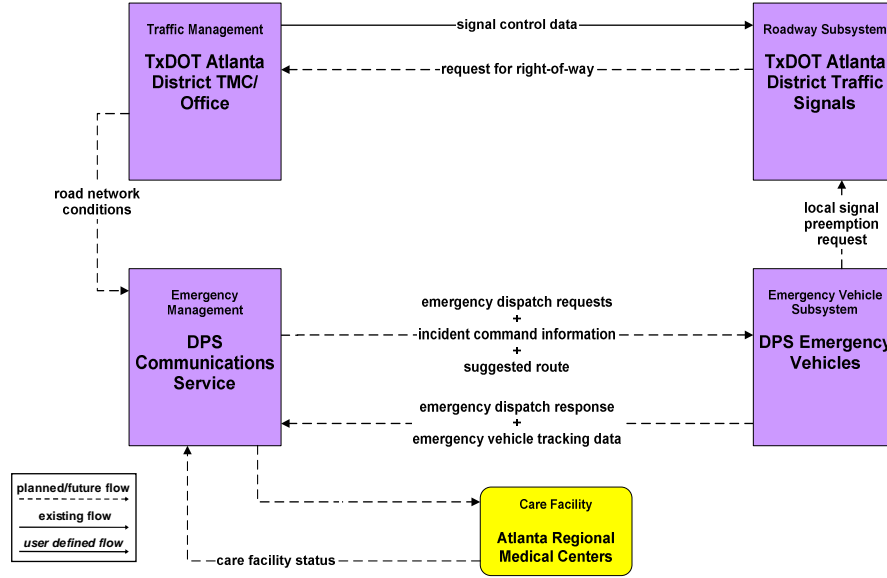 Traffic Management
TxDOT Atlanta
District TMC/
Office
signal control data
request for right-of-way
Roadway Subsystem
TxDOT Atlanta
District Traffic
Signals
road network
conditions
local signal
preemption
request
Emergency
Management
DPS
Communications
Service
emergency dispatch requests
+
incident command information
+
suggested route
emergency dispatch response
+
emergency vehicle tracking data
Emergency Vehicle
Subsystem
DPS Emergency
Vehicles
planned/future flow
existing flow
user defined flow
Care Facility
Atlanta Regional
Medical Centers
care facility status